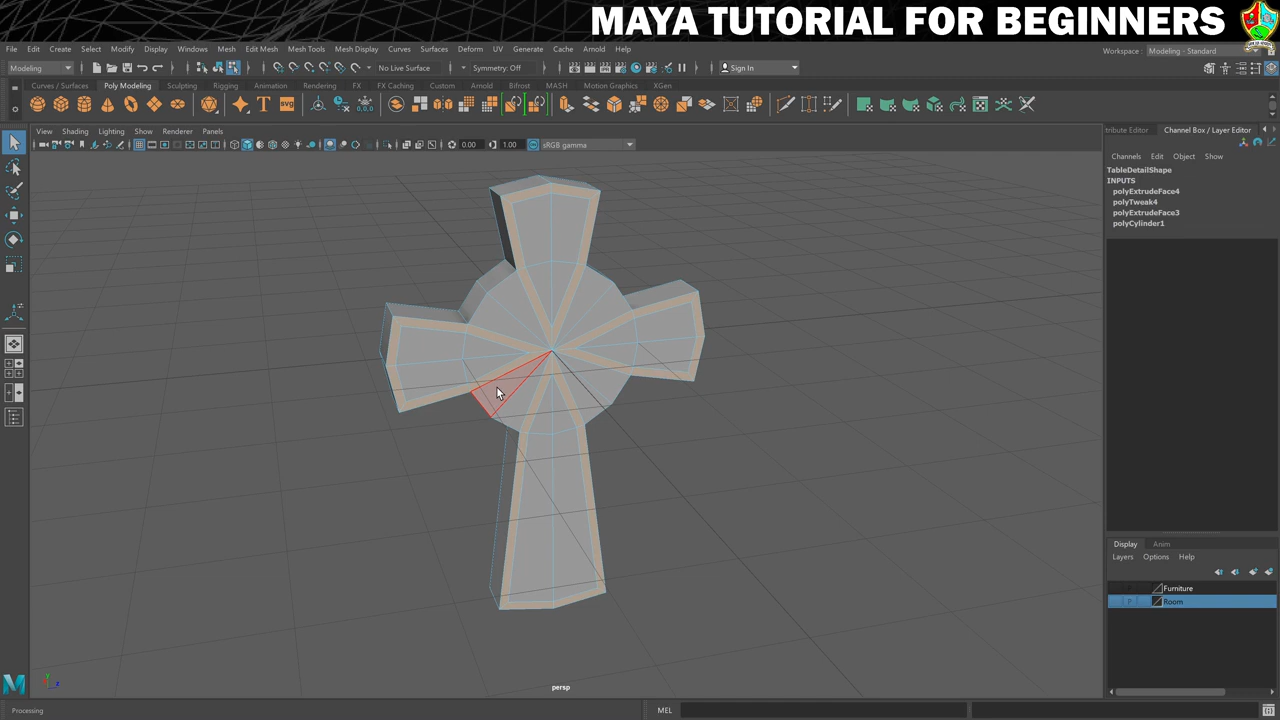 MAYA TUTORIAL FOR BEGINNERS
File Edit Create Select Modify Display Windows Mesh Edit Mesh Mesh Tools Mesh Display Curves Surfaces Deform UV Generate Cache Arnold Help
Workspace : Modeling - Standard
Modeling No Live Surface Symmetry: Off Sign In
Curves / Surfaces Poly Modeling Sculpting Rigging Animation Rendering FX FX Caching Custom Arnold Bifrost MASH Motion Graphics XGen
View Shading Lighting Show Renderer Panels
tribute Editor Channel Box / Layer Editor
0.00 1.00 sRGB gamma
Channels Edit Object Show
TableDetailShape
INPUTS
polyExtrudeFace4
polyTweak4
polyExtrudeFace3
polyCylinder1
Display Anim
Layers Options Help
Furniture
P Room
persp
Processing
MEL